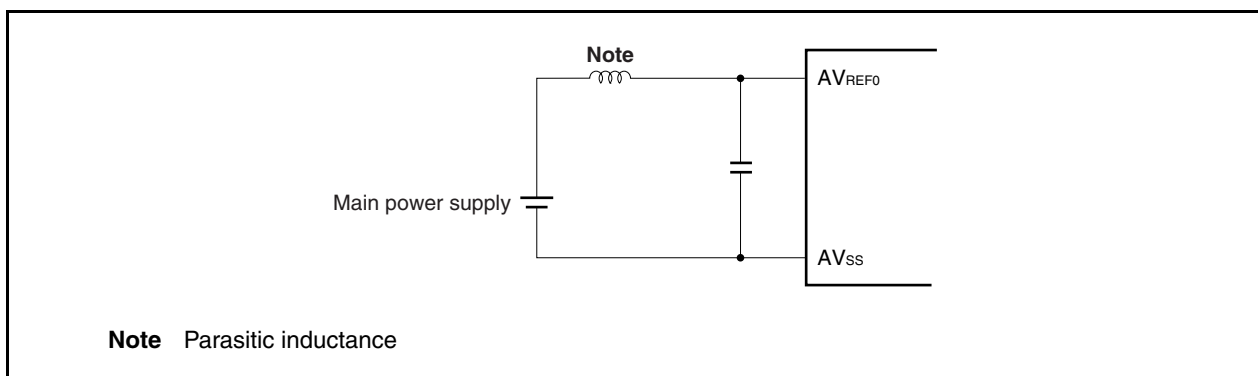 Note
AVREF0
Main power supply
AVSS
Note Parasitic inductance